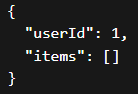 {
  "userId": 1,
  "items": []
}